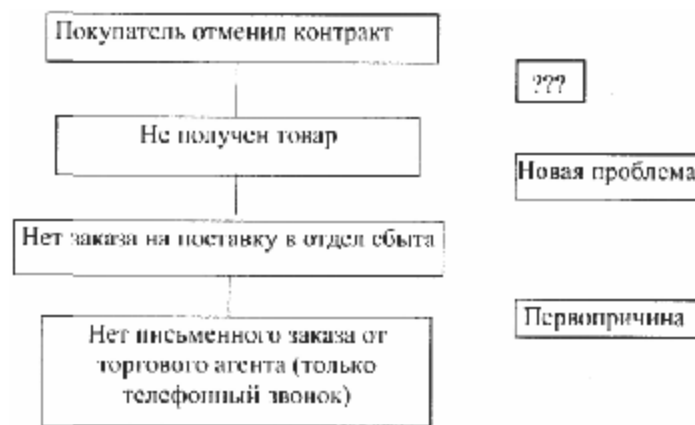 Покупатель отменил контракт
???
Не получен товар
Новая проблема
Нет заказа на поставку в отдел сбыта
Нет письменного заказа от
торгового агента (только
телефонный звонок)
Первопричина